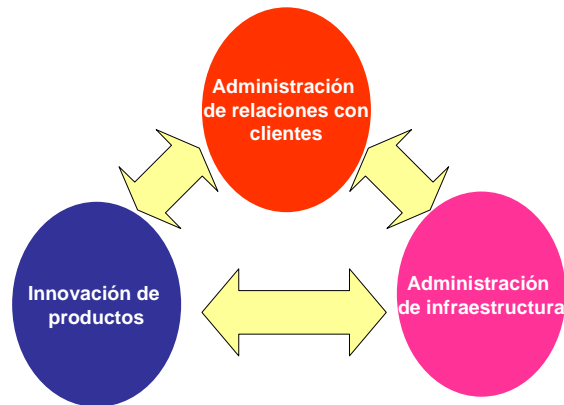 Administración
de relaciones con
clientes
Innovación de
productos
Administración
de infraestructura